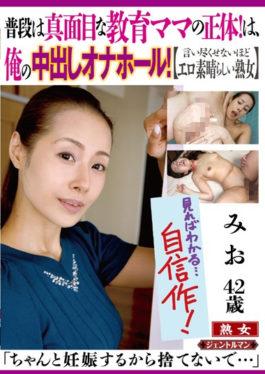 普段は真面目な教育ママの正体!は、
俺の中出しオナホール!
言い尽くせないほど
【エロ素晴らしい熟女】
見ればわかる…
自信作!
みお
42歳
熟女
ジェントルマン
「ちゃんと妊娠するから捨てないで…」